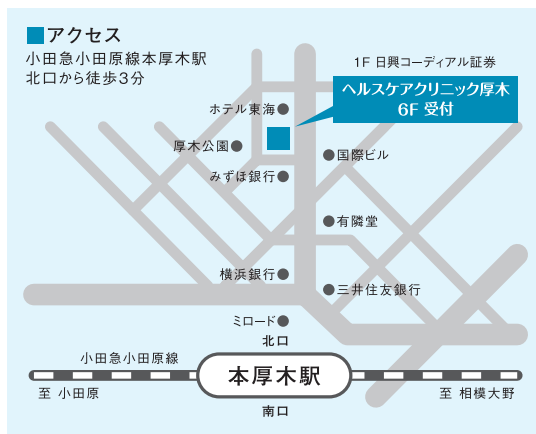 アクセス
小田急小田原線本厚木駅
北口から徒歩3分
1F 日興コーディアル証券
ヘルスケアクリニック厚木
6F 受付
ホテル東海
厚木公園
国際ビル
みずほ銀行
有隣堂
横浜銀行
三井住友銀行
ミロード
北口
小田急小田原線
本厚木駅
至 小田原
至 相模大野
南口